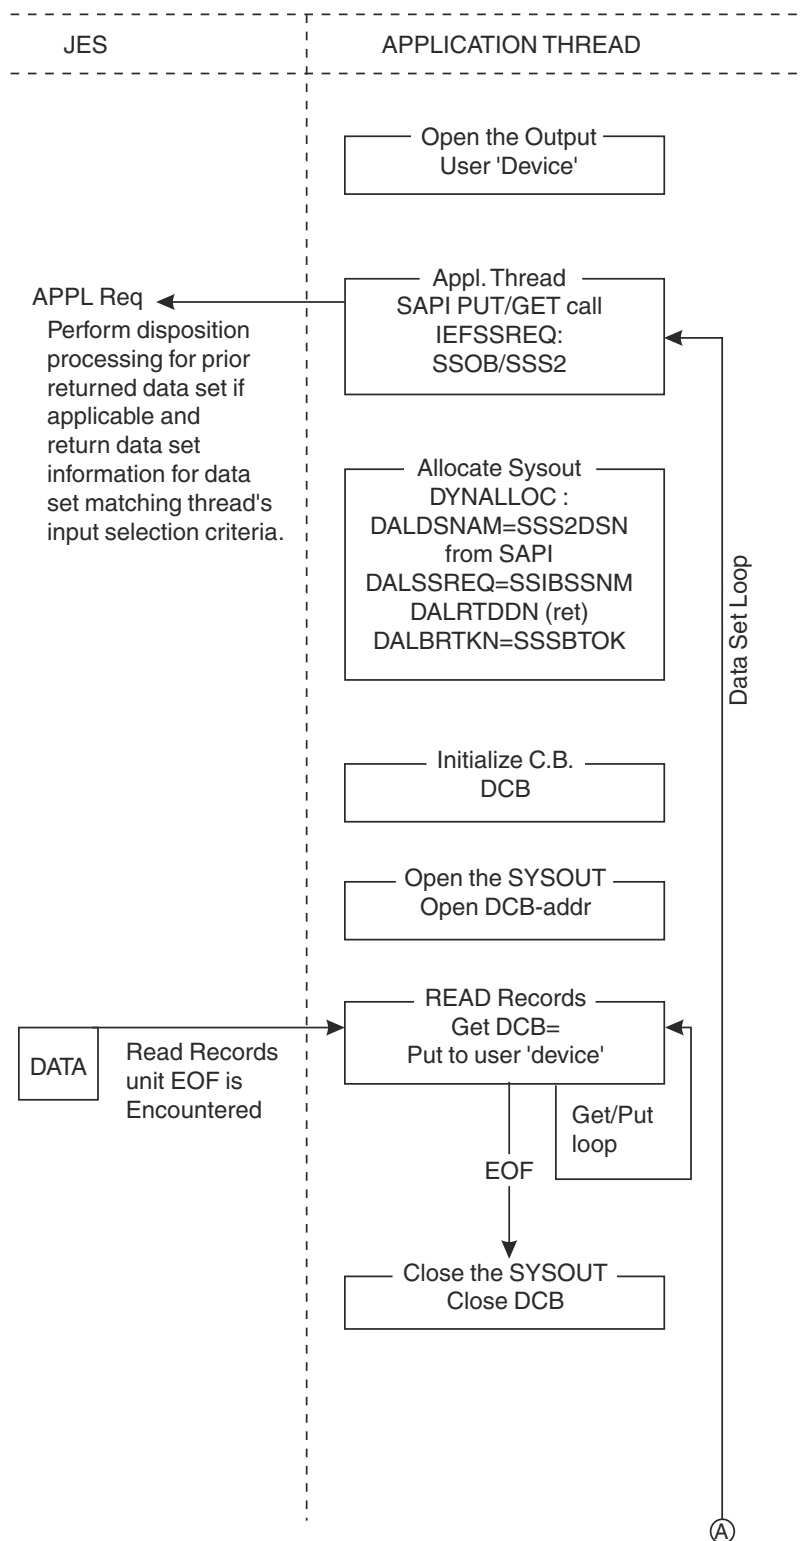 JES
APPLICATION THREAD
Open the Output
User 'Device'
APPL Req
Perform disposition
processing for prior
returned data set if
applicable and
return data set
information for data
set matching thread's
input selection criteria.
Appl. Thread
SAPI PUT/GET call
IEFSSREQ:
SSOB/SSS2
Allocate Sysout
DYNALLOC :
DALDSNAM=SSS2DSN
from SAPI
DALSSREQ=SSIBSSNM
DALRTDDN (ret)
DALBRTKN=SSSBTOK
Data Set Loop
Initialize C.B.
DCB
Open the SYSOUT
Open DCB-addr
DATA
Read Records
unit EOF is
Encountered
READ Records
Get DCB=
Put to user 'device'
Get/Put
loop
EOF
Close the SYSOUT
Close DCB
A